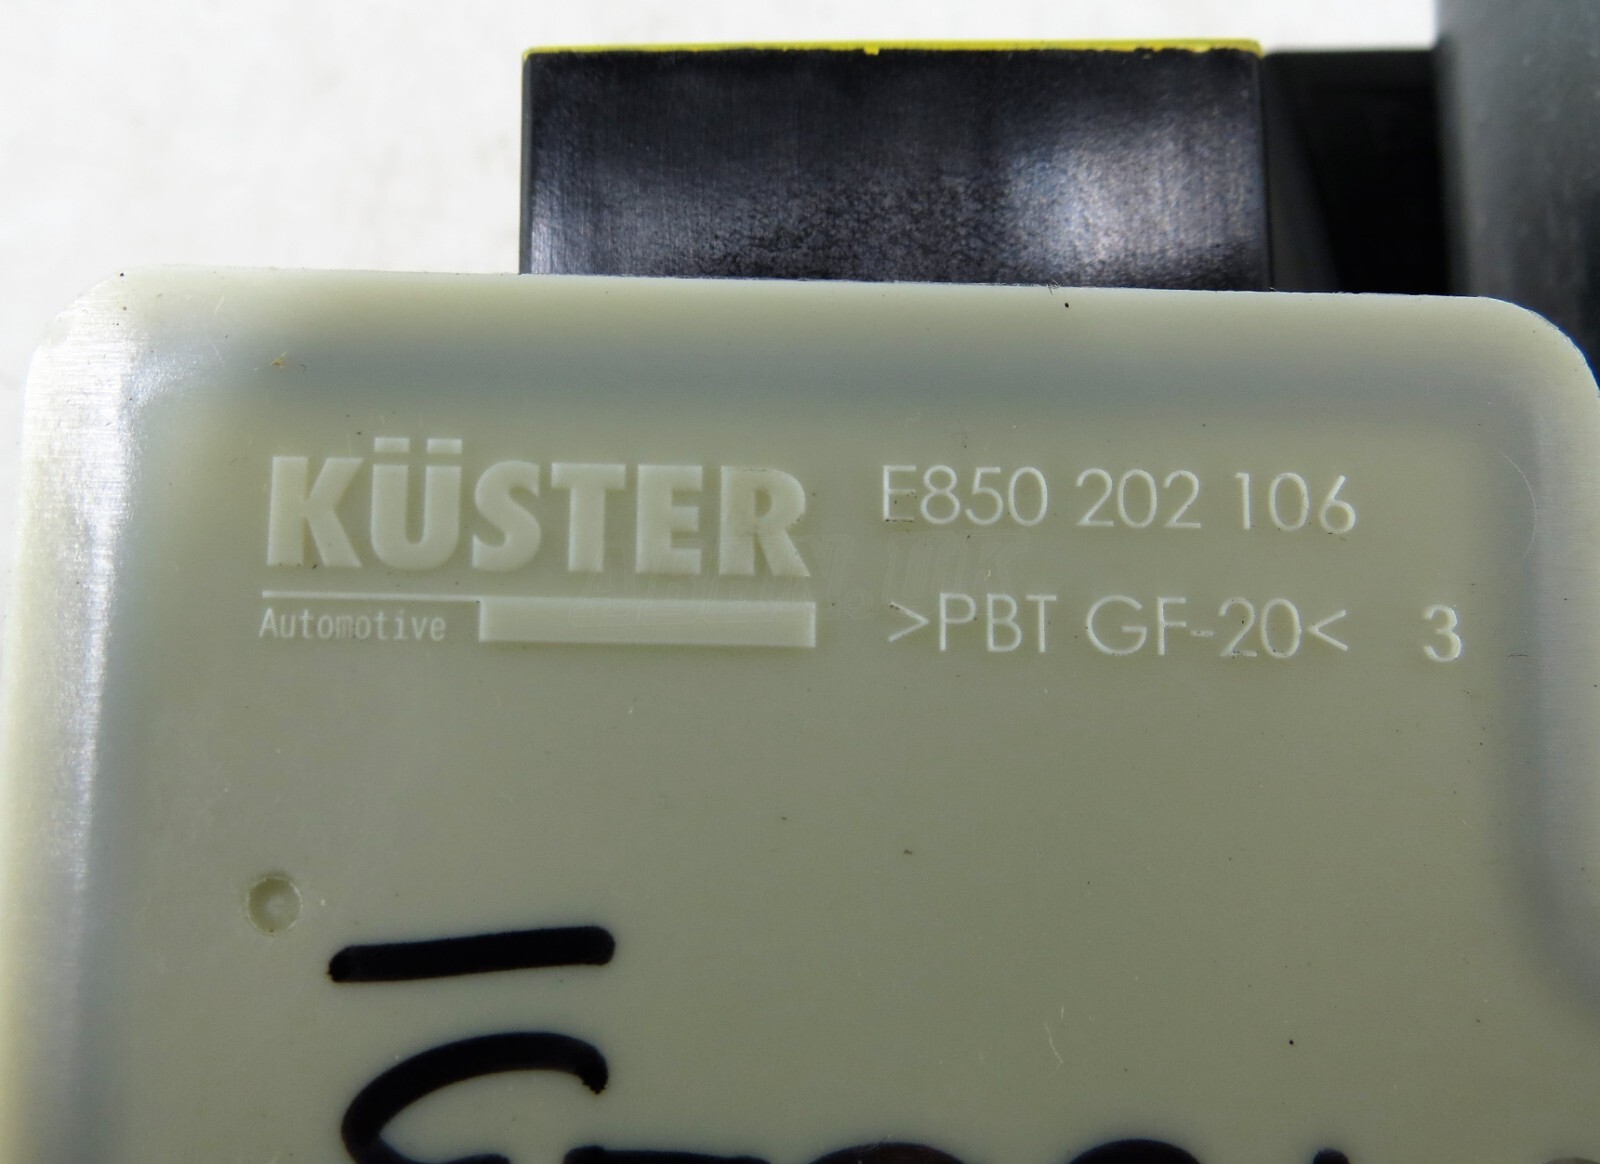 KÜSTER E850 202 106
Automotive >PBT GF-20< 3